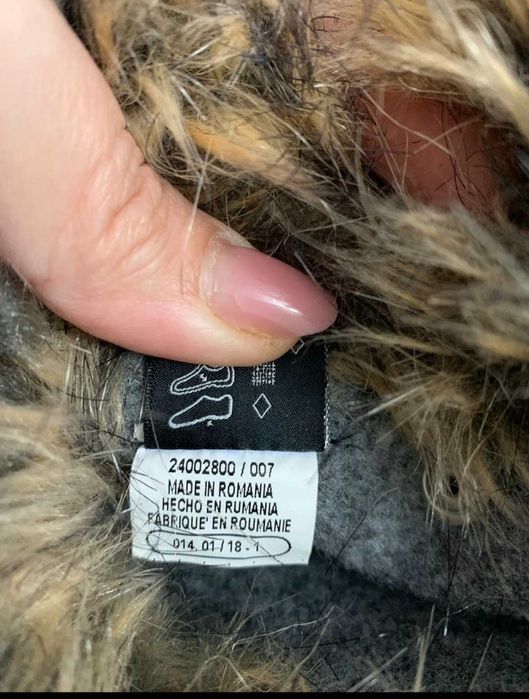 24002800 / 007
MADE IN ROMANIA
HECHO EN RUMANIA
FABRIQUE' EN ROUMANIE
014. 01 / 18 - 1